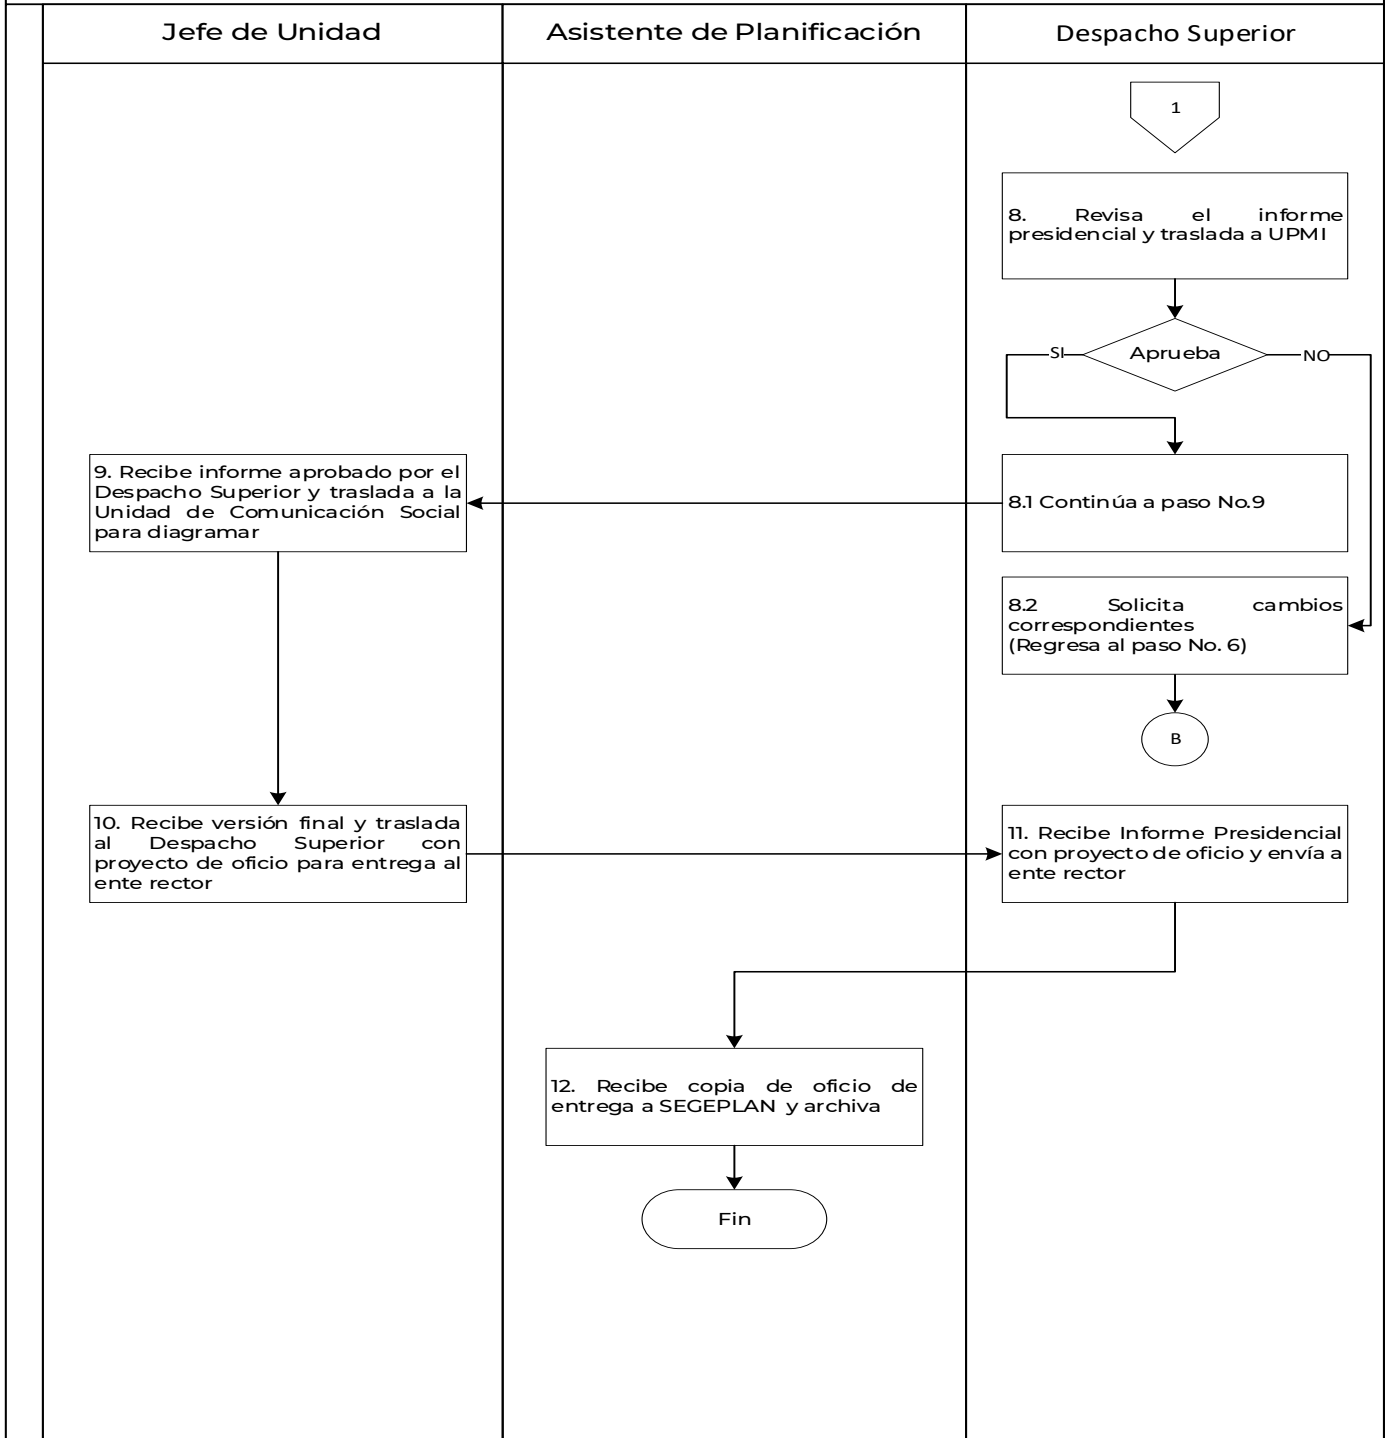 Jefe de Unidad
Asistente de Planificación
Despacho Superior
1
8. Revisa el informe
presidencial y traslada a UPMI
Aprueba
SI
NO
8.1 Continúa a paso No.9
9. Recibe informe aprobado por el
Despacho Superior y traslada a la
Unidad de Comunicación Social
para diagramar
8.2 Solicita cambios
correspondientes
(Regresa al paso No. 6)
B
10. Recibe versión final y traslada
al Despacho Superior con
proyecto de oficio para entrega al
ente rector
11. Recibe Informe Presidencial
con proyecto de oficio y envía a
ente rector
12. Recibe copia de oficio de
entrega a SEGEPLAN y archiva
Fin